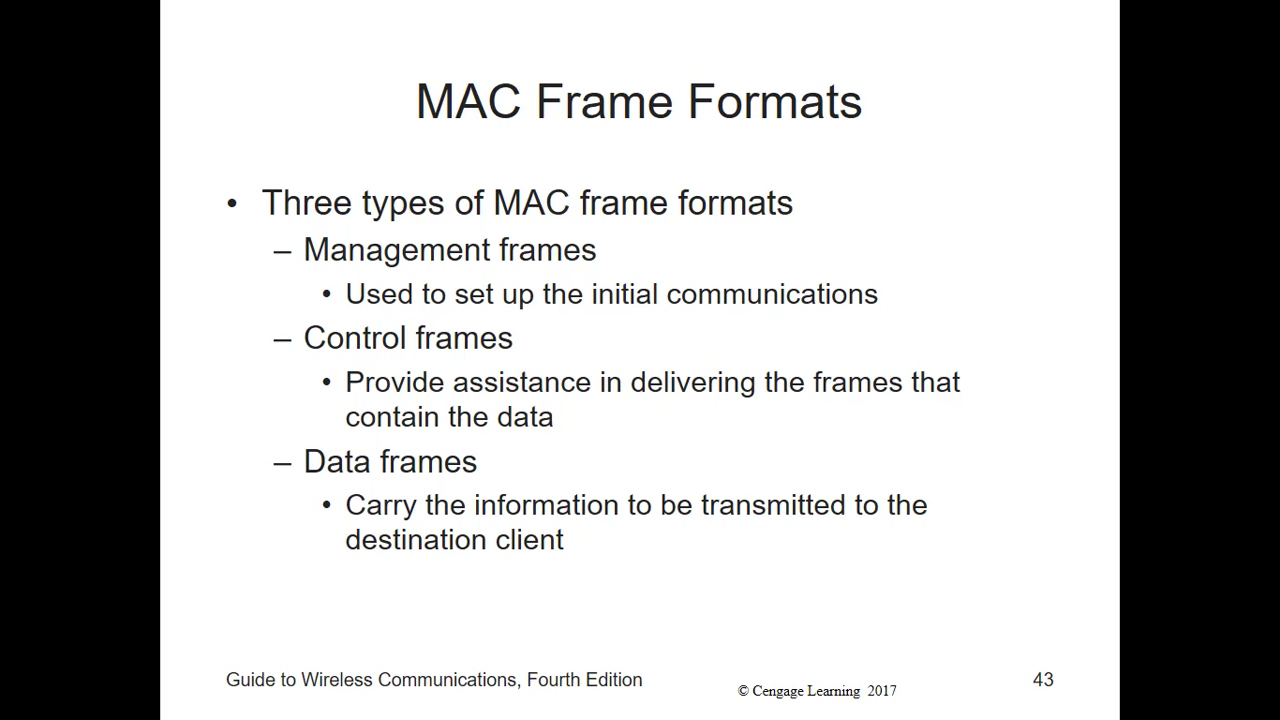 MAC Frame Formats
• Three types of MAC frame formats
– Management frames
• Used to set up the initial communications
– Control frames
• Provide assistance in delivering the frames that
contain the data
– Data frames
• Carry the information to be transmitted to the
destination client
Guide to Wireless Communications, Fourth Edition
© Cengage Learning 2017
43